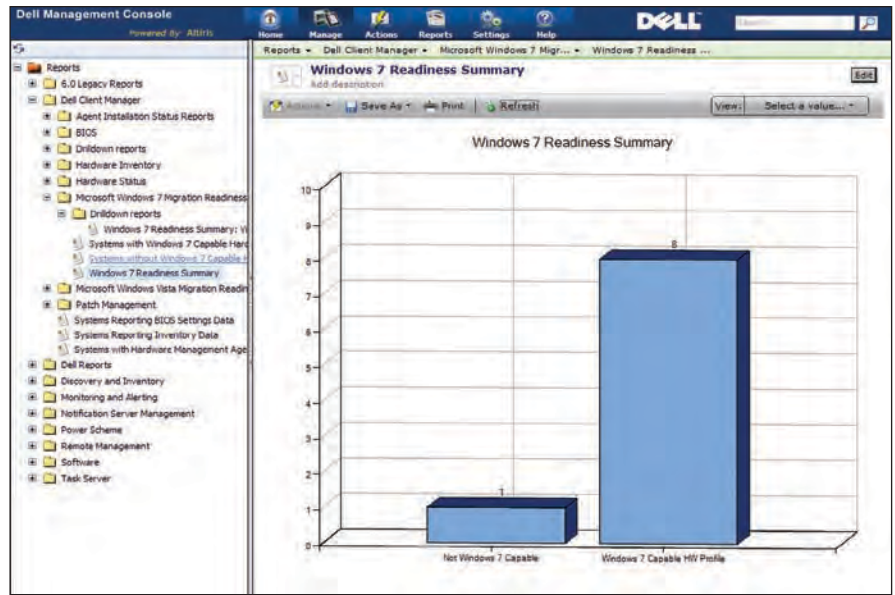 Dell Management Console
Powered By Altiris
Home Manage Actions Reports Settings Help
DELL
Reports Dell Client Manager Microsoft Windows 7 Migr... Windows 7 Readiness ...
Reports
6.0 Legacy Reports
Dell Client Manager
Agent Installation Status Reports
BIOS
Drilldown reports
Hardware Inventory
Hardware Status
Microsoft Windows 7 Migration Readiness
Drilldown reports
Windows 7 Readiness Summary: W
Systems with Windows 7 Capable Hard
Systems without Windows 7 Capable H
Windows 7 Readiness Summary
Microsoft Windows Vista Migration Readin
Patch Management
Systems Reporting BIOS Settings Data
Systems Reporting Inventory Data
Systems with Hardware Management Age
Dell Reports
Discovery and Inventory
Monitoring and Alerting
Notification Server Management
Power Scheme
Remote Management
Software
Task Server
Windows 7 Readiness Summary
Edit
Add description
Actions Save As Print Refresh View: Select a value...
Windows 7 Readiness Summary
10
9
8
8
7
6
5
4
3
2
1
1
0
Not Windows 7 Capable Windows 7 Capable HW Profile